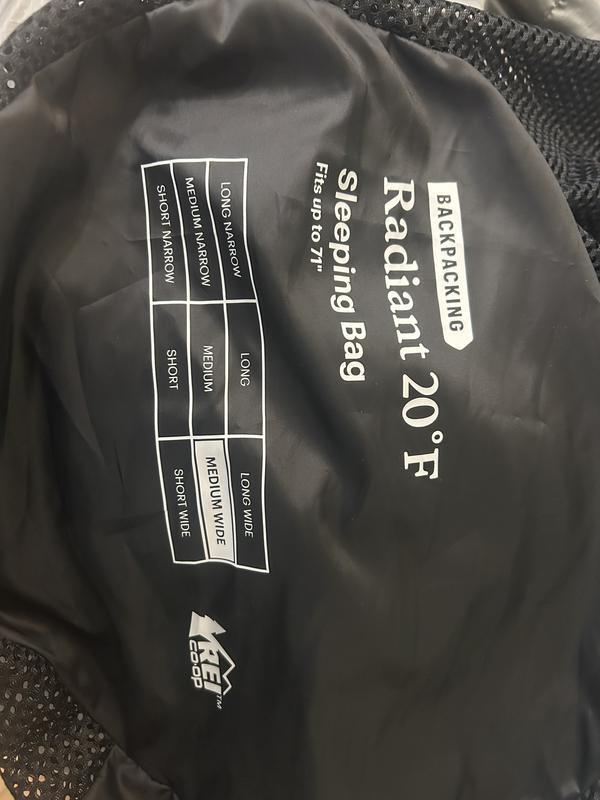 BACKPACKING
Radiant 20°F
Sleeping Bag
Fits up to 71"
LONG NARROW LONG LONG WIDE
MEDIUM NARROW MEDIUM MEDIUM WIDE
SHORT NARROW SHORT SHORT WIDE
REI™
co·op